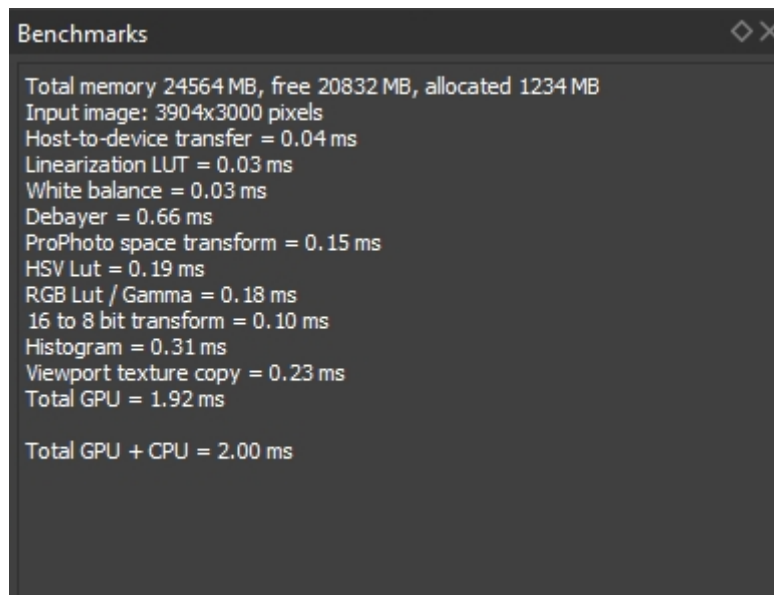 Benchmarks
Total memory 24564 MB, free 20832 MB, allocated 1234 MB
Input image: 3904x3000 pixels
Host-to-device transfer = 0.04 ms
Linearization LUT = 0.03 ms
White balance = 0.03 ms
Debayer = 0.66 ms
ProPhoto space transform = 0.15 ms
HSV Lut = 0.19 ms
RGB Lut / Gamma = 0.18 ms
16 to 8 bit transform = 0.10 ms
Histogram = 0.31 ms
Viewport texture copy = 0.23 ms
Total GPU = 1.92 ms
Total GPU + CPU = 2.00 ms